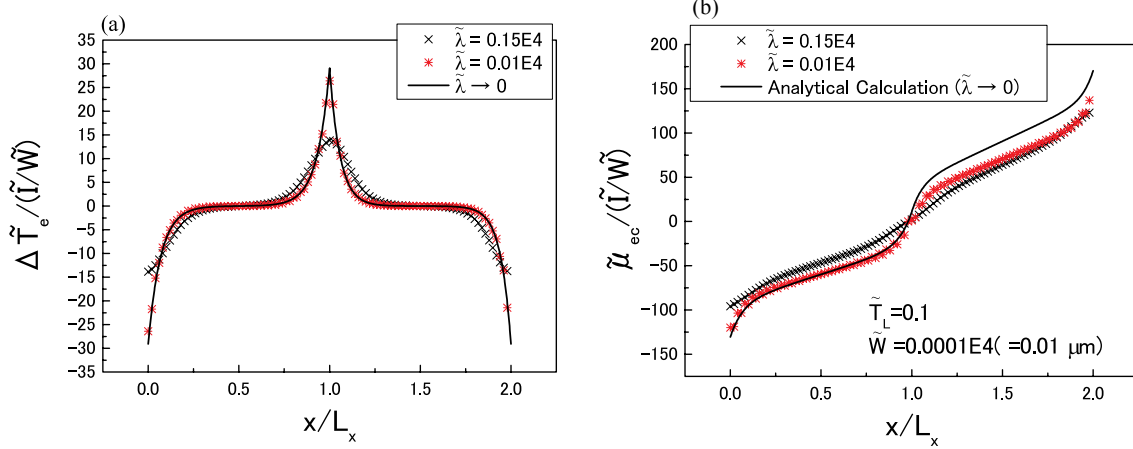 (a)
λ̃ = 0.15E4
λ̃ = 0.01E4
λ̃ → 0
35
30
25
20
15
10
5
0
-5
-10
-15
-20
-25
-30
-35
Δ T̃e/(Ĩ/W̃)
0.0 0.5 1.0 1.5 2.0
x/Lx
(b)
λ̃ = 0.15E4
λ̃ = 0.01E4
Analytical Calculation (λ̃ → 0)
200
150
100
50
0
-50
-100
-150
μ̃ec/(Ĩ/W̃)
T̃L=0.1
W̃ =0.0001E4( =0.01 μm)
0.0 0.5 1.0 1.5 2.0
x/Lx